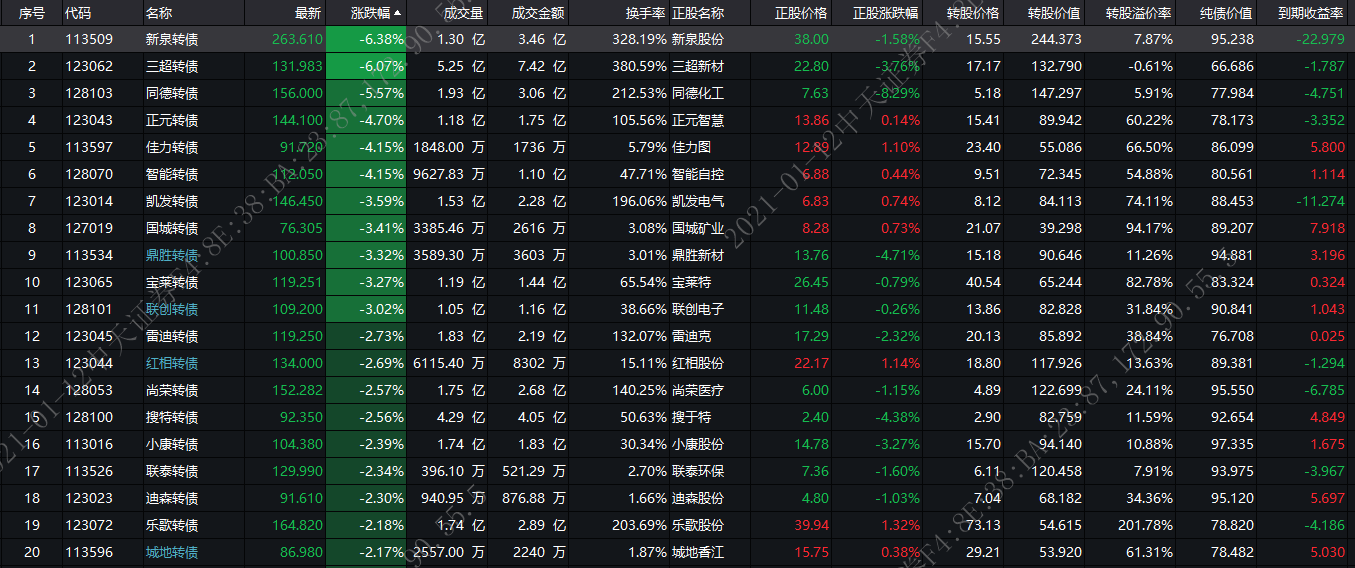 序号 代码 名称 最新 涨跌幅▲ 成交量 成交金额 换手率 正股名称 正股价格 正股涨跌幅 转股价格 转股价值 转股溢价率 纯债价值 到期收益率
1 113509 新泉转债 263.610 -6.38% 1.30 亿 3.46 亿 328.19% 新泉股份 38.00 -1.58% 15.55 244.373 7.87% 95.238 -22.979
2 123062 三超转债 131.983 -6.07% 5.25 亿 7.42 亿 380.59% 三超新材 22.80 -3.76% 17.17 132.790 -0.61% 66.686 -1.787
3 128103 同德转债 156.000 -5.57% 1.93 亿 3.06 亿 212.53% 同德化工 7.63 -8.29% 5.18 147.297 5.91% 77.984 -4.751
4 123043 正元转债 144.100 -4.70% 1.18 亿 1.75 亿 105.56% 正元智慧 13.86 0.14% 15.41 89.942 60.22% 78.173 -3.352
5 113597 佳力转债 91.720 -4.15% 1848.00 万 1736 万 5.79% 佳力图 12.89 1.10% 23.40 55.086 66.50% 86.099 5.800
6 128070 智能转债 112.050 -4.15% 9627.83 万 1.10 亿 47.71% 智能自控 6.88 0.44% 9.51 72.345 54.88% 80.561 1.114
7 123014 凯发转债 146.450 -3.59% 1.53 亿 2.28 亿 196.06% 凯发电气 6.83 0.74% 8.12 84.113 74.11% 88.453 -11.274
8 127019 国城转债 76.305 -3.41% 3385.46 万 2616 万 3.08% 国城矿业 8.28 0.73% 21.07 39.298 94.17% 89.207 7.918
9 113534 鼎胜转债 100.850 -3.32% 3589.30 万 3603 万 3.01% 鼎胜新材 13.76 -4.71% 15.18 90.646 11.26% 94.881 3.196
10 123065 宝莱转债 119.251 -3.27% 1.19 亿 1.44 亿 65.54% 宝莱特 26.45 -0.79% 40.54 65.244 82.78% 83.324 0.324
11 128101 联创转债 109.200 -3.02% 1.05 亿 1.16 亿 38.66% 联创电子 11.48 -0.26% 13.86 82.828 31.84% 90.841 1.043
12 123045 雷迪转债 119.250 -2.73% 1.83 亿 2.19 亿 132.07% 雷迪克 17.29 -2.32% 20.13 85.892 38.84% 76.708 0.025
13 123044 红相转债 134.000 -2.69% 6115.40 万 8302 万 15.11% 红相股份 22.17 1.14% 18.80 117.926 13.63% 89.381 -1.294
14 128053 尚荣转债 152.282 -2.57% 1.75 亿 2.68 亿 140.25% 尚荣医疗 6.00 -1.15% 4.89 122.699 24.11% 95.550 -6.785
15 128100 搜特转债 92.350 -2.56% 4.29 亿 4.05 亿 50.63% 搜于特 2.40 -4.38% 2.90 82.759 11.59% 92.654 4.849
16 113016 小康转债 104.380 -2.39% 1.74 亿 1.83 亿 30.34% 小康股份 14.78 -3.27% 15.70 94.140 10.88% 97.335 1.675
17 113526 联泰转债 129.990 -2.34% 396.10 万 521.29 万 2.70% 联泰环保 7.36 -1.60% 6.11 120.458 7.91% 93.975 -3.967
18 123023 迪森转债 91.610 -2.30% 940.95 万 876.88 万 1.66% 迪森股份 4.80 -1.03% 7.04 68.182 34.36% 95.120 5.697
19 123072 乐歌转债 164.820 -2.18% 1.74 亿 2.89 亿 203.69% 乐歌股份 39.94 1.32% 73.13 54.615 201.78% 78.820 -4.186
20 113596 城地转债 86.980 -2.17% 2557.00 万 2240 万 1.87% 城地香江 15.75 0.38% 29.21 53.920 61.31% 78.482 5.030
2021-01-12中天证券F4:8E:38:BA:23:87,172.90.55.5
2021-01-12中天证券F4:8E:38:BA:23:87,172.90.55.5